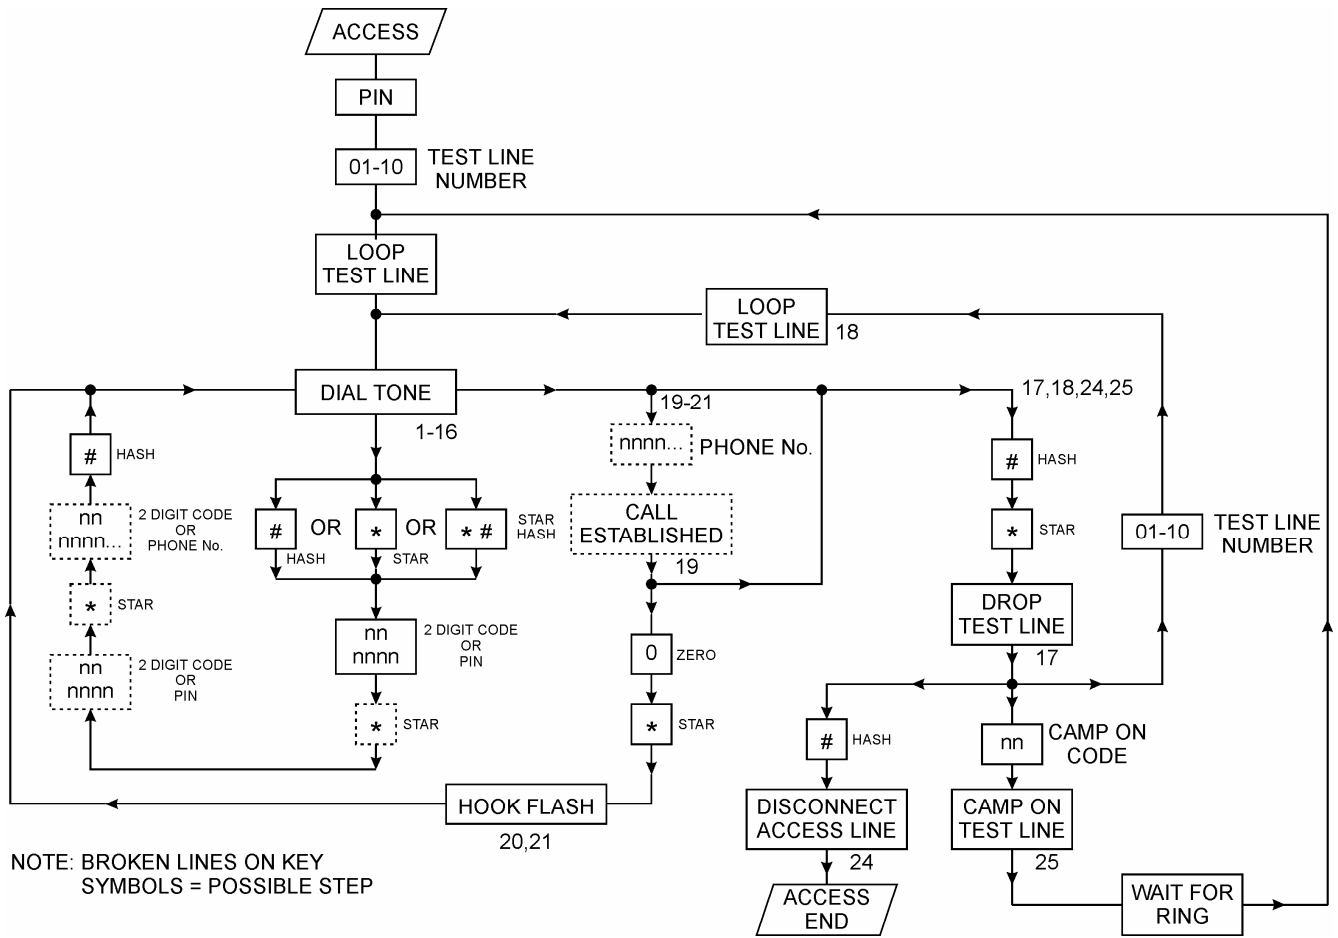 ACCESS
PIN
01-10
TEST LINE
NUMBER
LOOP
TEST LINE
LOOP
TEST LINE
18
DIAL TONE
1-16
19-21
17,18,24,25
nnnn...
PHONE No.
#
HASH
#
HASH
nn
nnnn...
2 DIGIT CODE
OR
PHONE No.
#
HASH
OR
*
STAR
OR
* #
STAR
HASH
CALL
ESTABLISHED
19
*
STAR
01-10
TEST LINE
NUMBER
*
STAR
DROP
TEST LINE
17
nn
nnnn
2 DIGIT CODE
OR
PIN
nn
nnnn
2 DIGIT CODE
OR
PIN
0
ZERO
*
STAR
*
STAR
#
HASH
nn
CAMP ON
CODE
HOOK FLASH
20,21
DISCONNECT
ACCESS LINE
24
CAMP ON
TEST LINE
25
NOTE: BROKEN LINES ON KEY
SYMBOLS = POSSIBLE STEP
ACCESS
END
WAIT FOR
RING